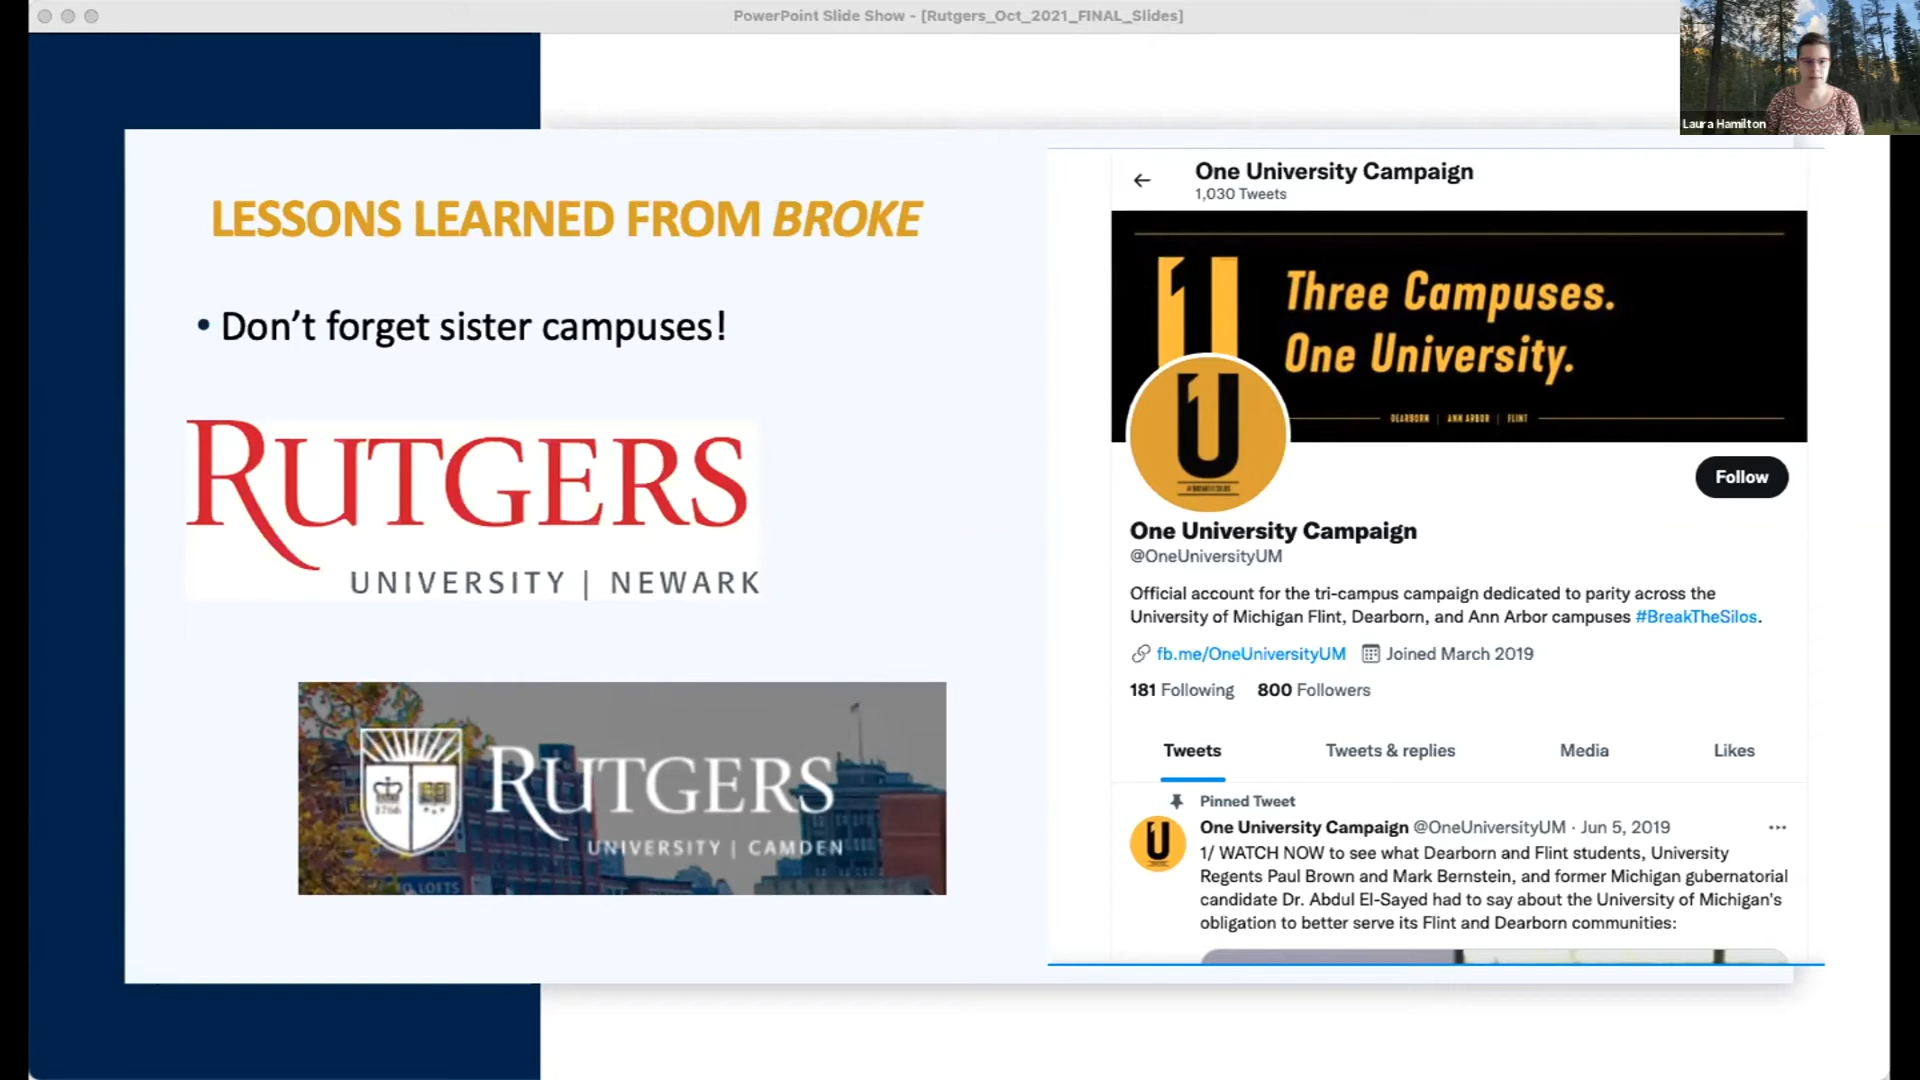 PowerPoint Slide Show - [Rutgers_Oct_2021_FINAL_Slides]
Laura Hamilton
LESSONS LEARNED FROM BROKE
• Don't forget sister campuses!
RUTGERS
UNIVERSITY | NEWARK
1766
RUTGERS
UNIVERSITY | CAMDEN
LOFTS
One University Campaign
1,030 Tweets
Three Campuses.
One University.
DEARBORN | ANN ARBOR | FLINT
Follow
One University Campaign
@OneUniversityUM
Official account for the tri-campus campaign dedicated to parity across the
University of Michigan Flint, Dearborn, and Ann Arbor campuses #BreakTheSilos.
fb.me/OneUniversityUM Joined March 2019
181 Following 800 Followers
Tweets Tweets & replies Media Likes
Pinned Tweet
One University Campaign @OneUniversityUM · Jun 5, 2019
1/ WATCH NOW to see what Dearborn and Flint students, University
Regents Paul Brown and Mark Bernstein, and former Michigan gubernatorial
candidate Dr. Abdul El-Sayed had to say about the University of Michigan's
obligation to better serve its Flint and Dearborn communities: